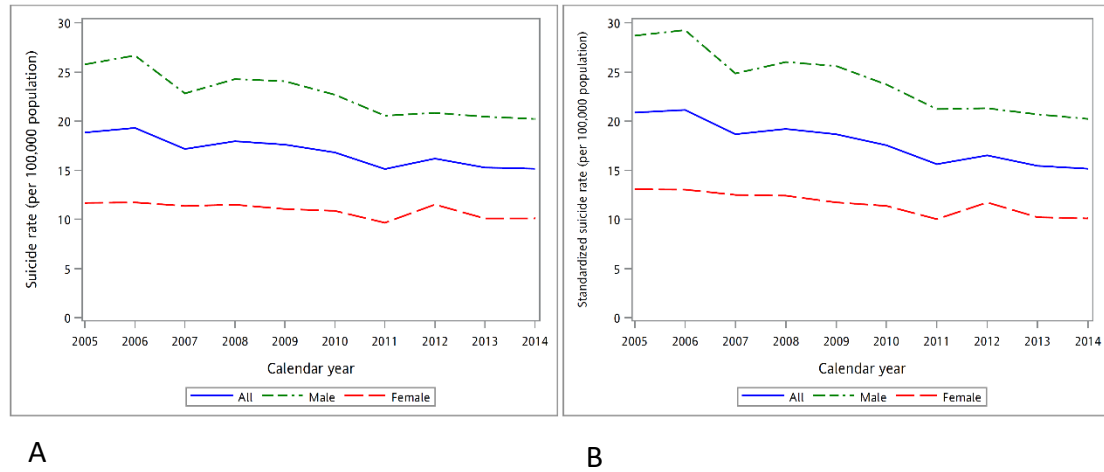 Suicide rate (per 100,000 population)
30
25
20
15
10
5
0
2005 2006 2007 2008 2009 2010 2011 2012 2013 2014
Calendar year
All Male Female
A
Standardized suicide rate (per 100,000 population)
30
25
20
15
10
5
0
2005 2006 2007 2008 2009 2010 2011 2012 2013 2014
Calendar year
All Male Female
B